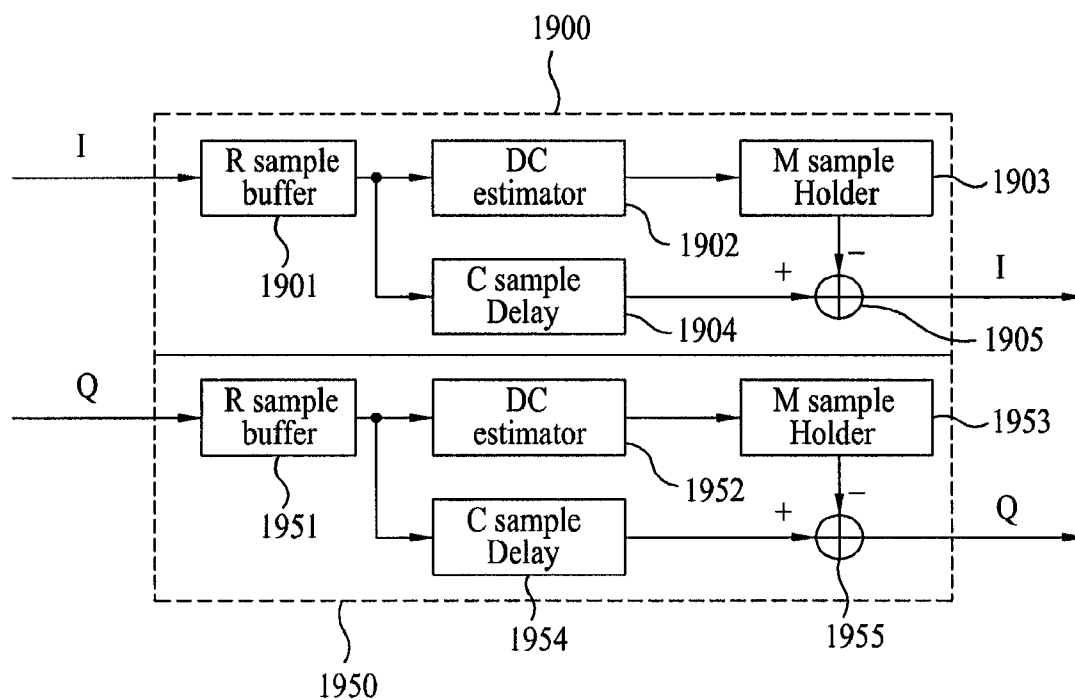 1900
I
R sample
buffer
DC
estimator
M sample
Holder
1903
1901
1902
−
I
C sample
Delay
+
1904
1905
Q
R sample
buffer
DC
estimator
M sample
Holder
1953
1951
1952
−
Q
C sample
Delay
+
1954
1955
1950